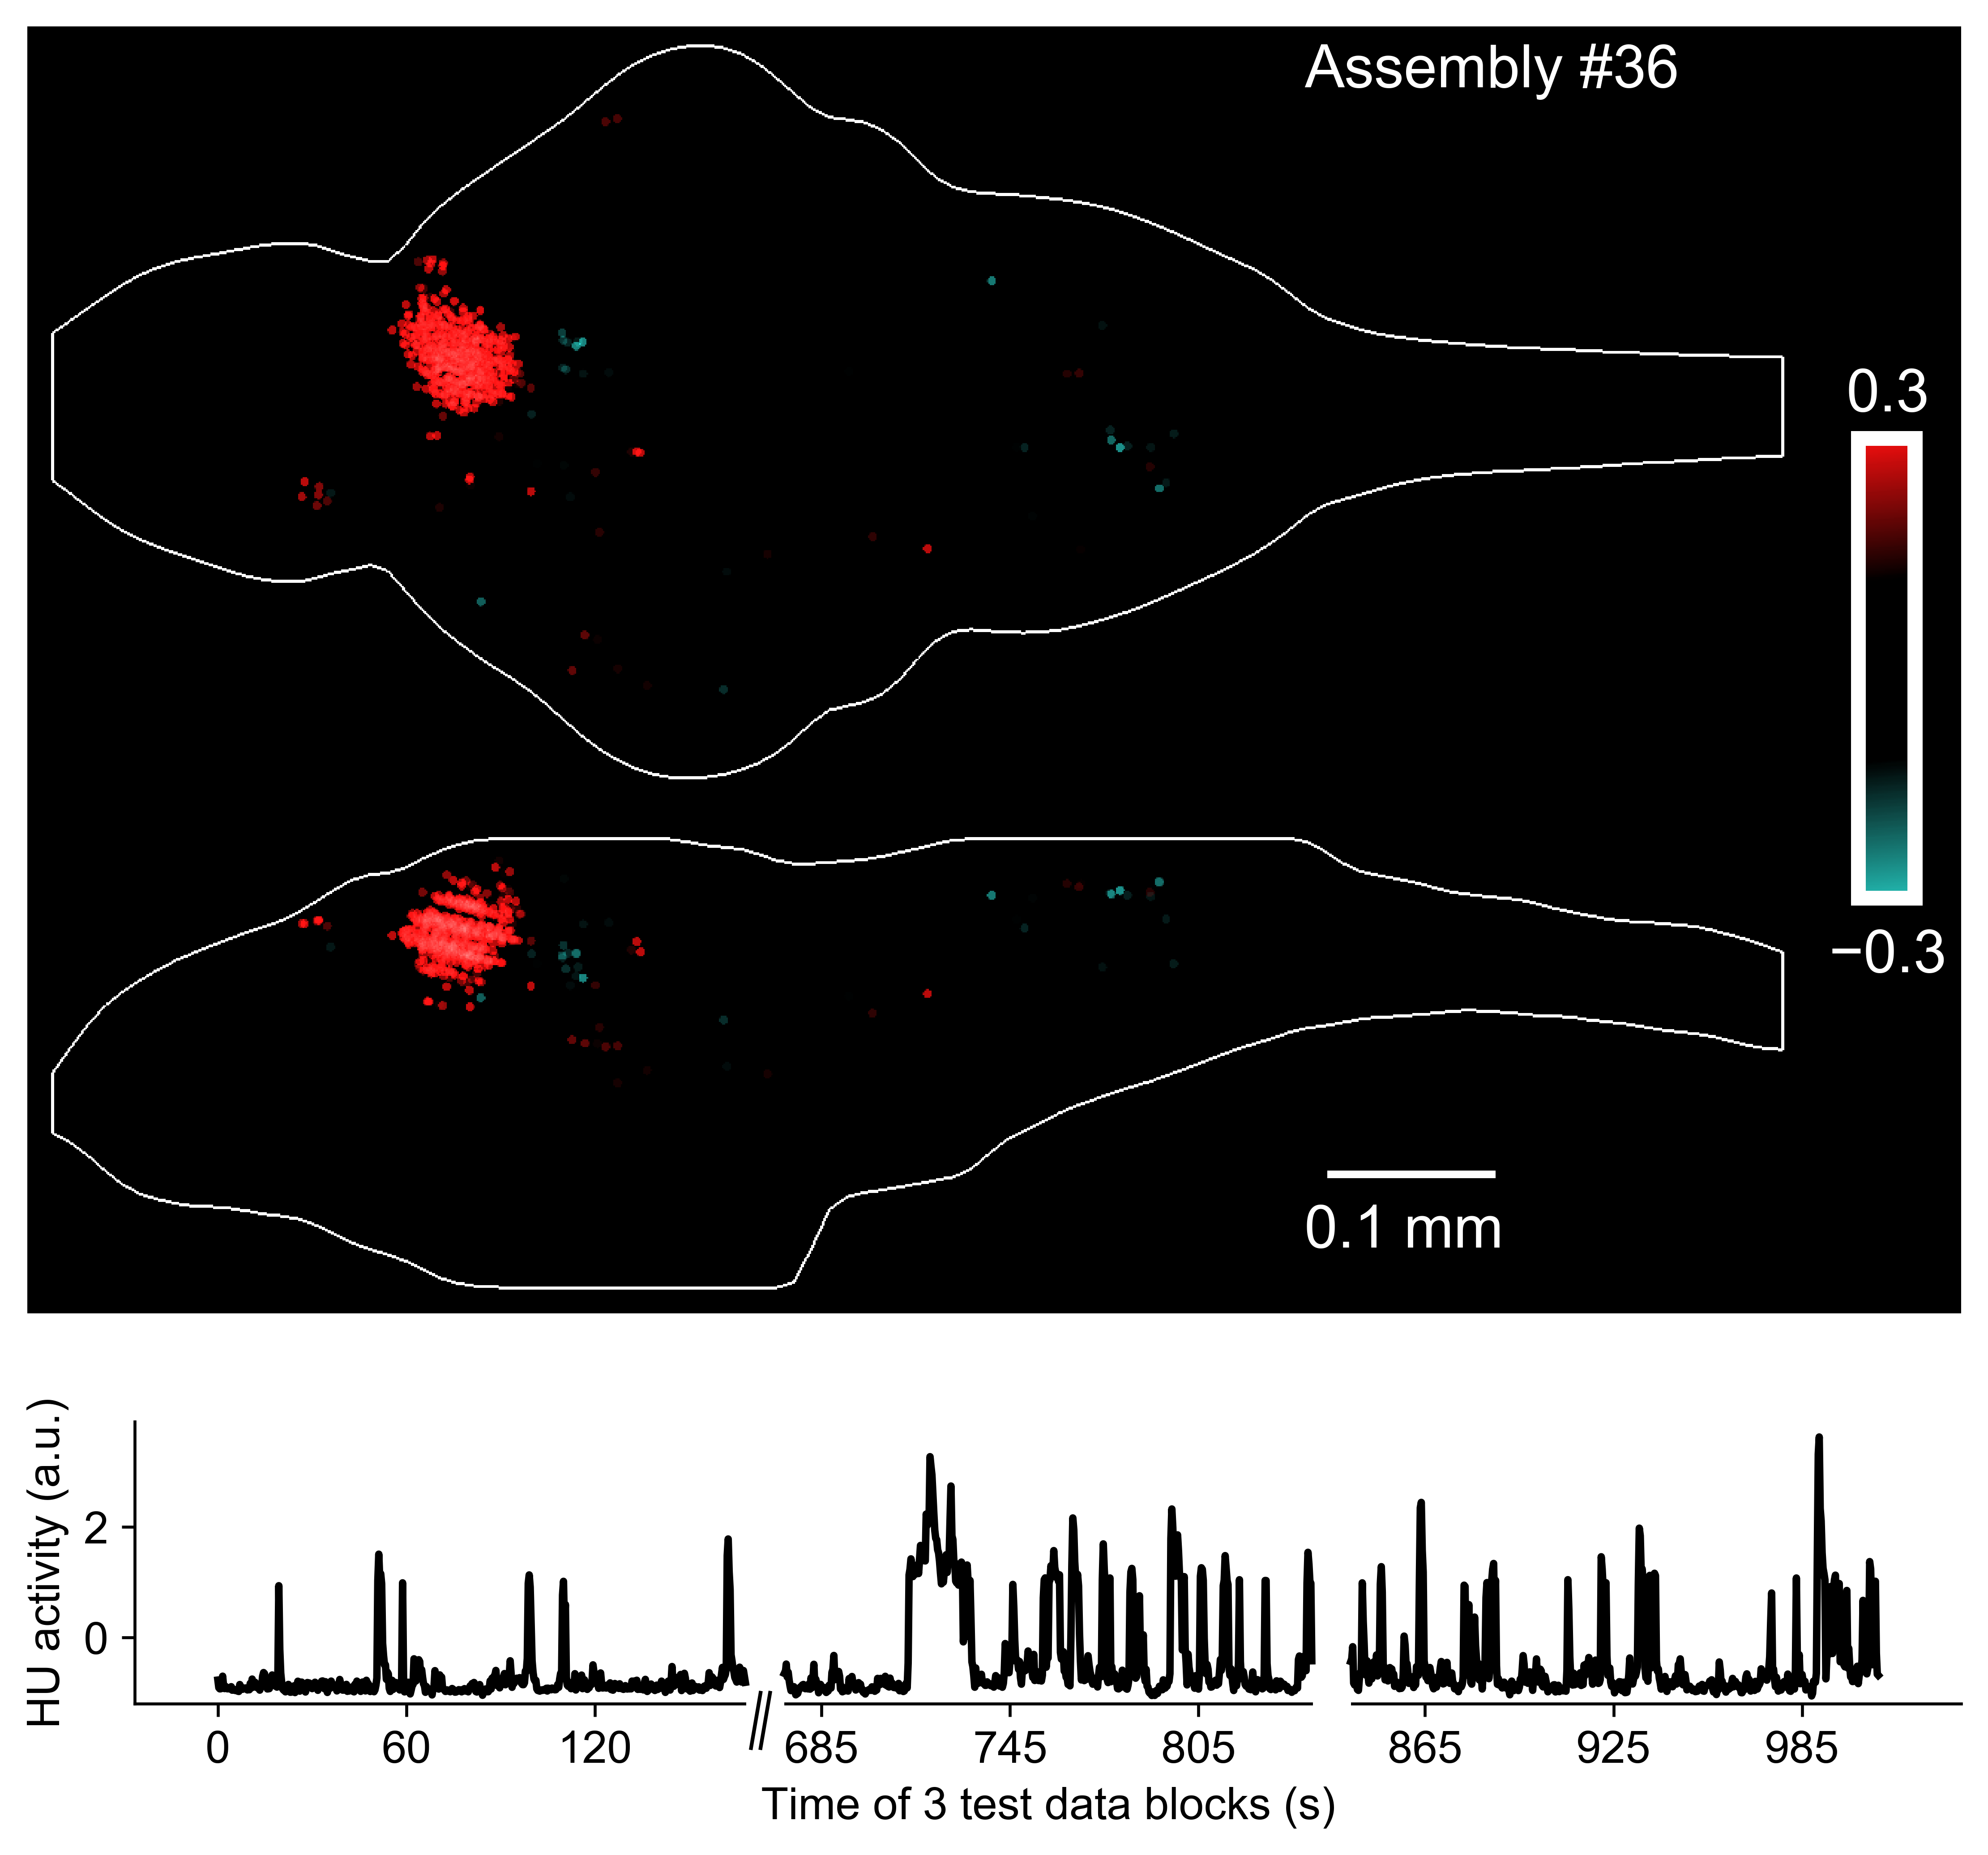 Assembly #36
0.3
−0.3
0.1 mm
HU activity (a.u.)
2
0
0 60 120 685 745 805 865 925 985
Time of 3 test data blocks (s)